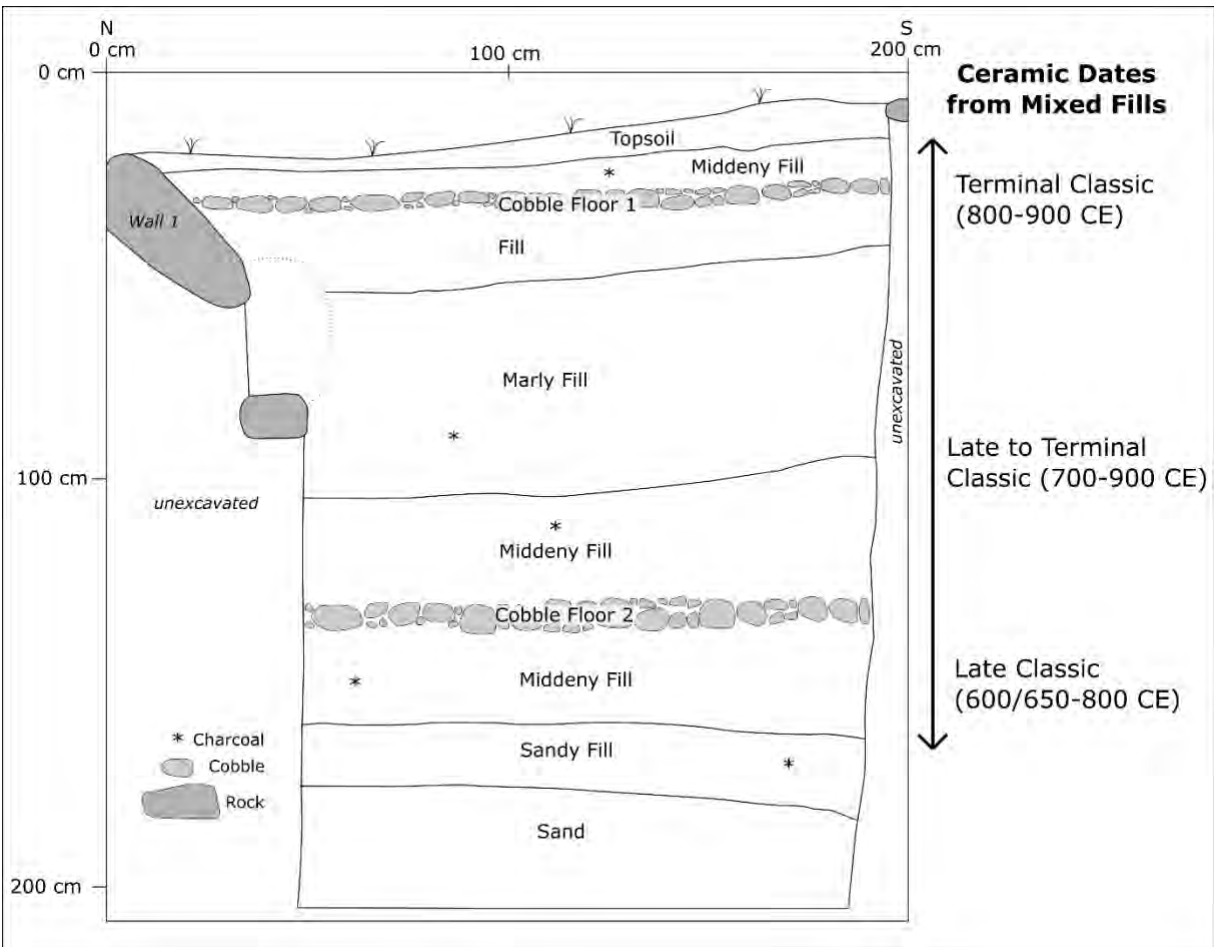 N
S
0 cm
100 cm
200 cm
0 cm
Ceramic Dates
from Mixed Fills
Topsoil
Middeny Fill
*
Terminal Classic
(800-900 CE)
Cobble Floor 1
Wall 1
Fill
Marly Fill
unexcavated
*
Late to Terminal
Classic (700-900 CE)
100 cm
unexcavated
*
Middeny Fill
Cobble Floor 2
Late Classic
(600/650-800 CE)
Middeny Fill
*
* Charcoal
Sandy Fill
*
Cobble
Rock
Sand
200 cm